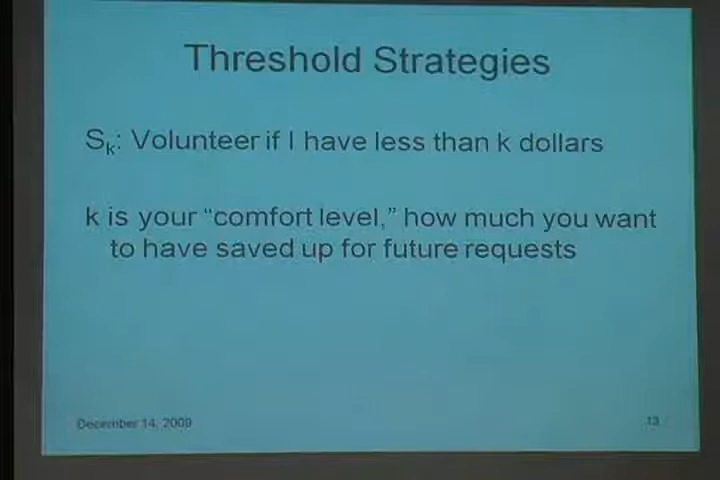 Threshold Strategies
Sk: Volunteer if I have less than k dollars
k is your “comfort level,” how much you want
to have saved up for future requests
December 14, 2009
13